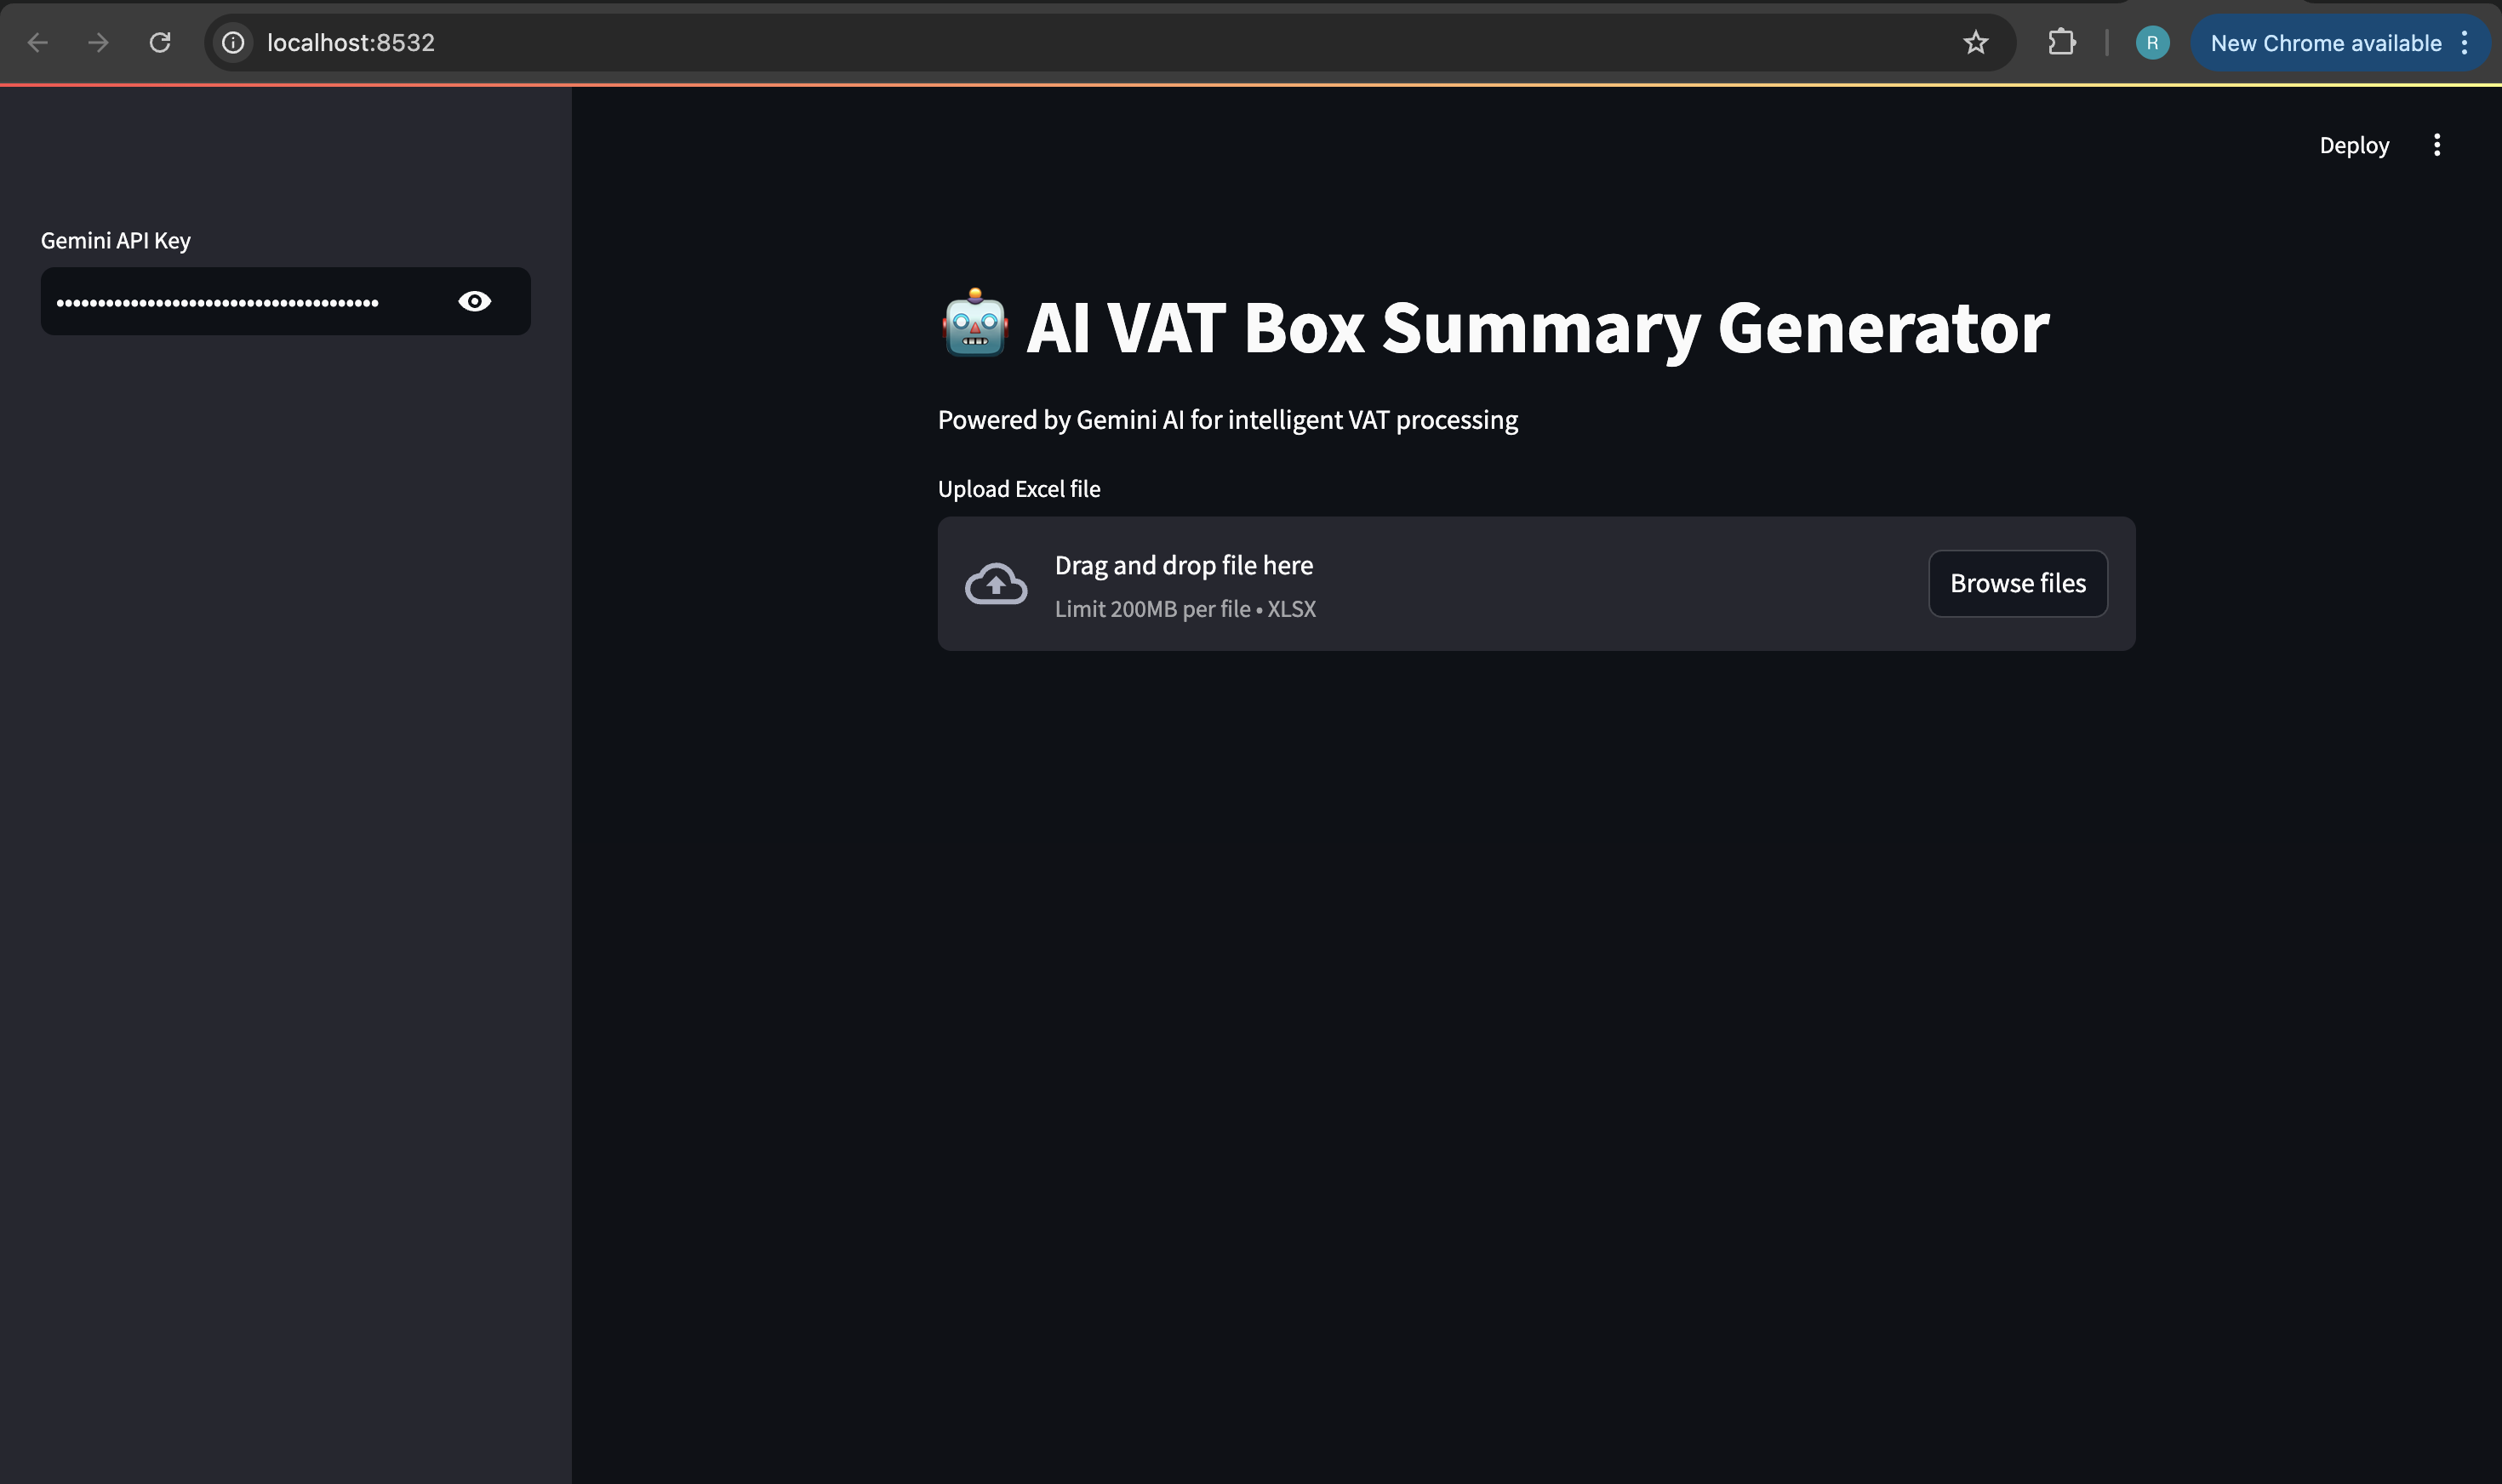 localhost:8532
R
New Chrome available
Deploy
Gemini API Key
••••••••••••••••••••••••••••••••••••••
AI VAT Box Summary Generator
Powered by Gemini AI for intelligent VAT processing
Upload Excel file
Drag and drop file here
Limit 200MB per file • XLSX
Browse files